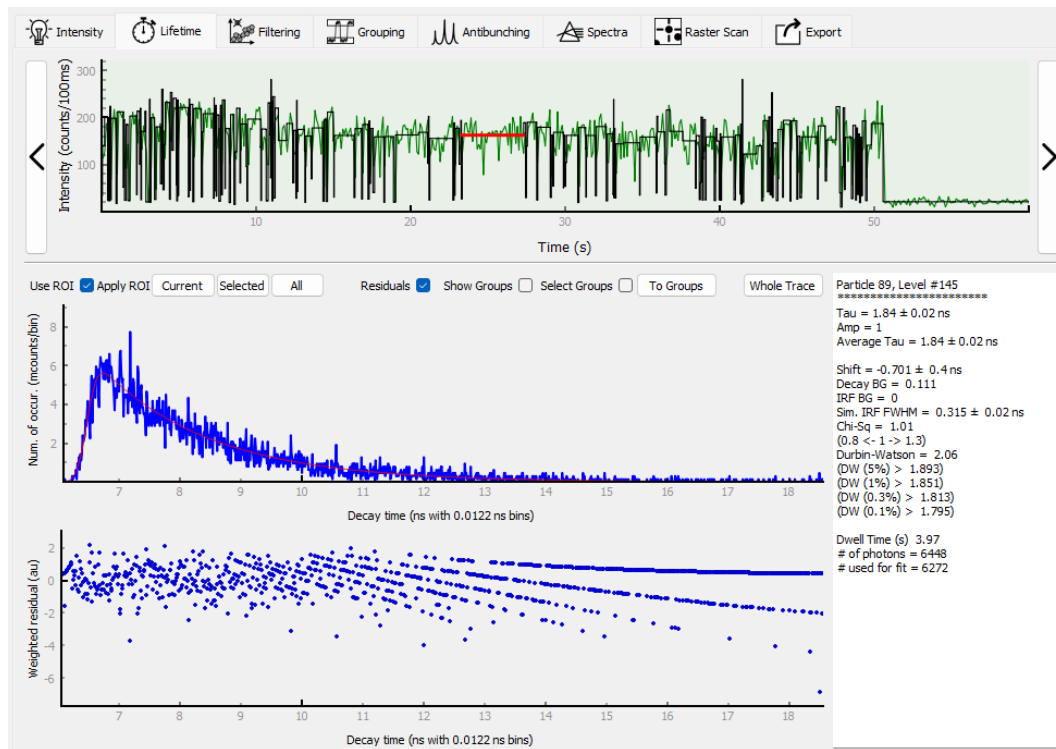 Intensity Lifetime Filtering Grouping Antibunching Spectra Raster Scan Export
Intensity (counts/100ms)
300
200
100
10 20 30 40 50
Time (s)
Use ROI Apply ROI Current Selected All Residuals Show Groups Select Groups To Groups Whole Trace
Num. of occur. (mcounts/bin)
8
6
4
2
7 8 9 10 11 12 13 14 15 16 17 18
Decay time (ns with 0.0122 ns bins)
Weighted residual (au)
2
0
-2
-4
-6
7 8 9 10 11 12 13 14 15 16 17 18
Decay time (ns with 0.0122 ns bins)
Particle 89, Level #145
***********************
Tau = 1.84 ± 0.02 ns
Amp = 1
Average Tau = 1.84 ± 0.02 ns
Shift = -0.701 ± 0.4 ns
Decay BG = 0.111
IRF BG = 0
Sim. IRF FWHM = 0.315 ± 0.02 ns
Chi-Sq = 1.01
(0.8 <- 1 -> 1.3)
Durbin-Watson = 2.06
(DW (5%) > 1.893)
(DW (1%) > 1.851)
(DW (0.3%) > 1.813)
(DW (0.1%) > 1.795)
Dwell Time (s) 3.97
# of photons = 6448
# used for fit = 6272